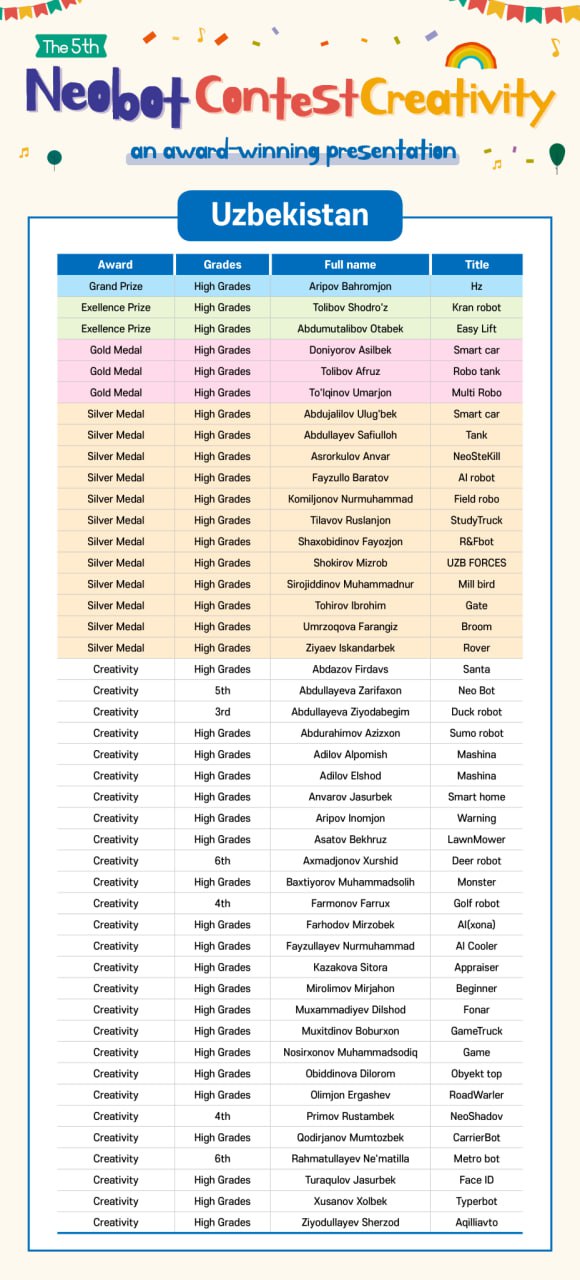 The 5th
Neobot Contest Creativity
an award-winning presentation
Uzbekistan
Award Grades Full name Title
Grand Prize High Grades Aripov Bahromjon Hz
Exellence Prize High Grades Tolibov Shodro'z Kran robot
Exellence Prize High Grades Abdumutalibov Otabek Easy Lift
Gold Medal High Grades Doniyorov Asilbek Smart car
Gold Medal High Grades Tolibov Afruz Robo tank
Gold Medal High Grades To'lqinov Umarjon Multi Robo
Silver Medal High Grades Abdujalilov Ulug'bek Smart car
Silver Medal High Grades Abdullayev Safiulloh Tank
Silver Medal High Grades Asrorkulov Anvar NeoSteKill
Silver Medal High Grades Fayzullo Baratov AI robot
Silver Medal High Grades Komiljonov Nurmuhammad Field robo
Silver Medal High Grades Tilavov Ruslanjon StudyTruck
Silver Medal High Grades Shaxobidinov Fayozjon R&Fbot
Silver Medal High Grades Shokirov Mizrob UZB FORCES
Silver Medal High Grades Sirojiddinov Muhammadnur Mill bird
Silver Medal High Grades Tohirov Ibrohim Gate
Silver Medal High Grades Umrzoqova Farangiz Broom
Silver Medal High Grades Ziyaev Iskandarbek Rover
Creativity High Grades Abdazov Firdavs Santa
Creativity 5th Abdullayeva Zarifaxon Neo Bot
Creativity 3rd Abdullayeva Ziyodabegim Duck robot
Creativity High Grades Abdurahimov Azizxon Sumo robot
Creativity High Grades Adilov Alpomish Mashina
Creativity High Grades Adilov Elshod Mashina
Creativity High Grades Anvarov Jasurbek Smart home
Creativity High Grades Aripov Inomjon Warning
Creativity High Grades Asatov Bekhruz LawnMower
Creativity 6th Axmadjonov Xurshid Deer robot
Creativity High Grades Baxtiyorov Muhammadsolih Monster
Creativity 4th Farmonov Farrux Golf robot
Creativity High Grades Farhodov Mirzobek AI(xona)
Creativity High Grades Fayzullayev Nurmuhammad AI Cooler
Creativity High Grades Kazakova Sitora Appraiser
Creativity High Grades Mirolimov Mirjahon Beginner
Creativity High Grades Muxammadiyev Dilshod Fonar
Creativity High Grades Muxitdinov Boburxon GameTruck
Creativity High Grades Nosirxonov Muhammadsodiq Game
Creativity High Grades Obiddinova Dilorom Obyekt top
Creativity High Grades Olimjon Ergashev RoadWarler
Creativity 4th Primov Rustambek NeoShadov
Creativity High Grades Qodirjanov Mumtozbek CarrierBot
Creativity 6th Rahmatullayev Ne'matilla Metro bot
Creativity High Grades Turaqulov Jasurbek Face ID
Creativity High Grades Xusanov Xolbek Typerbot
Creativity High Grades Ziyodullayev Sherzod Aqilliavto